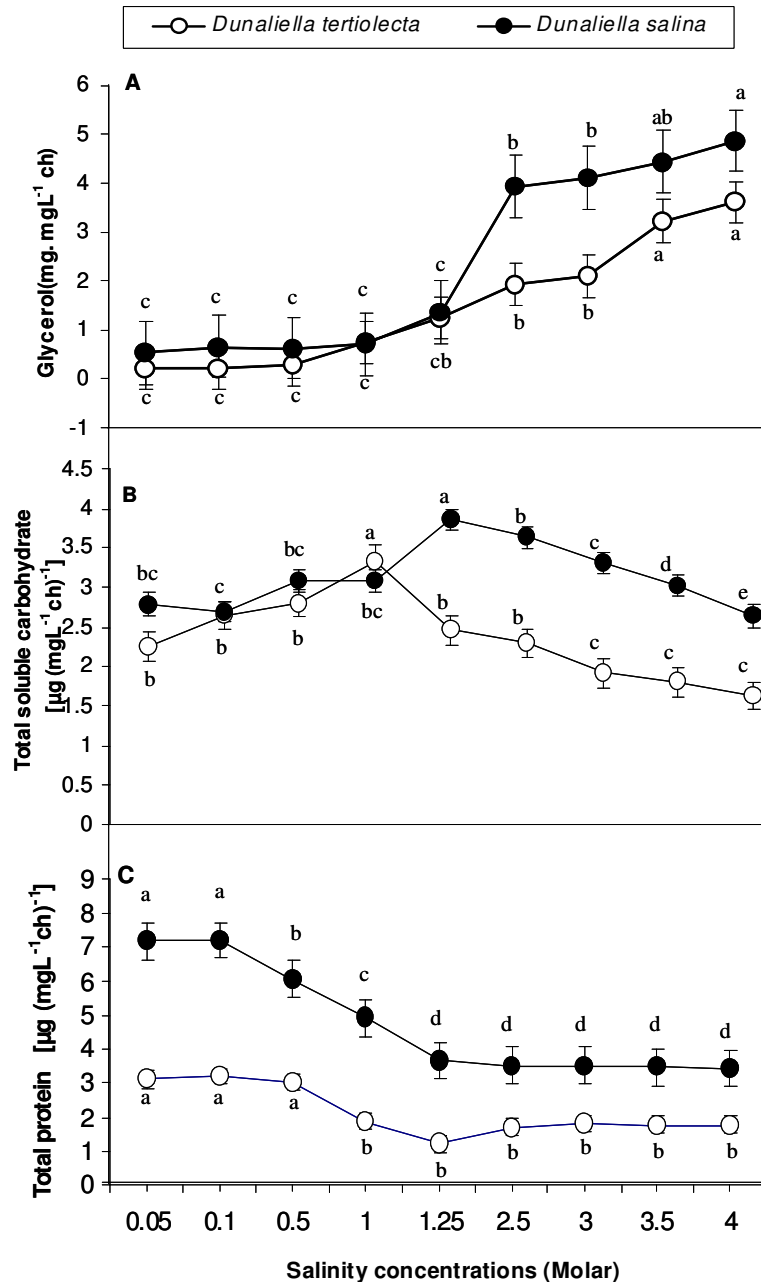 Dunaliella tertiolecta Dunaliella salina
A
Glycerol(mg. mgL⁻¹ ch)
6
5
4
3
2
1
0
-1
c c c c c b b ab a
c c c c cb b b a a
B
Total soluble carbohydrate
[µg (mgL⁻¹ch)⁻¹]
4.5
4
3.5
3
2.5
2
1.5
1
0.5
0
bc c bc bc a b c d e
b b b a b b c c c
C
Total protein [µg (mgL⁻¹ch)⁻¹]
9
8
7
6
5
4
3
2
1
0
a a b c d d d d d
a a a b b b b b b
0.05 0.1 0.5 1 1.25 2.5 3 3.5 4
Salinity concentrations (Molar)